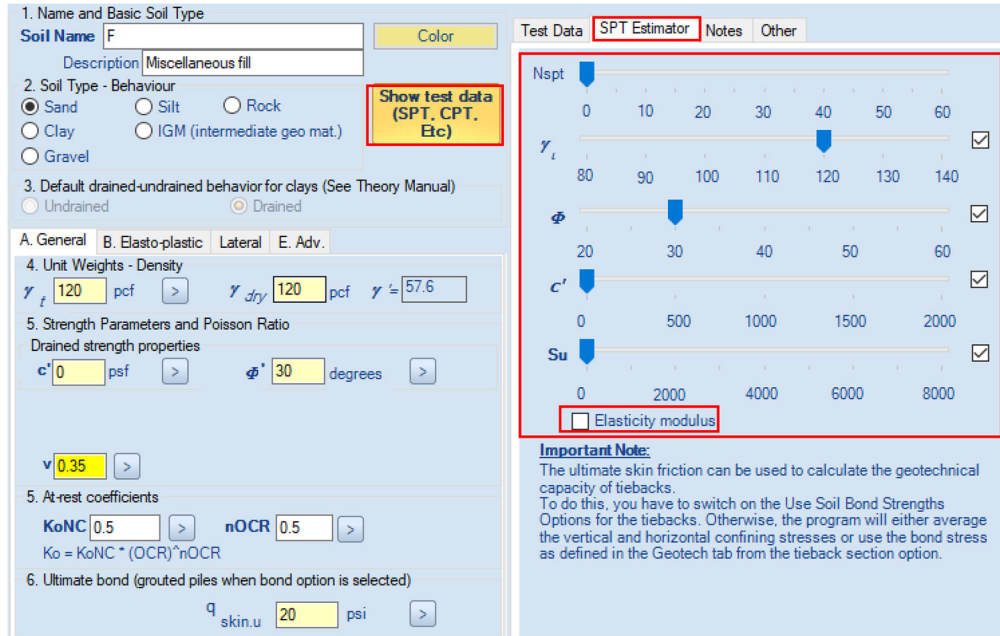 1. Name and Basic Soil Type
Soil Name F
Color
Description Miscellaneous fill
2. Soil Type - Behaviour
Sand Silt Rock
Clay IGM (intermediate geo mat.)
Gravel
Show test data
(SPT, CPT,
Etc)
3. Default drained-undrained behavior for clays (See Theory Manual)
Undrained Drained
A. General B. Elasto-plastic Lateral E. Adv.
4. Unit Weights - Density
γ t 120 pcf > γ dry 120 pcf γ '= 57.6
5. Strength Parameters and Poisson Ratio
Drained strength properties
c' 0 psf > Φ' 30 degrees >
v 0.35 >
5. At-rest coefficients
KoNC 0.5 > nOCR 0.5 >
Ko = KoNC * (OCR)^nOCR
6. Ultimate bond (grouted piles when bond option is selected)
q skin.u 20 psi >
Test Data SPT Estimator Notes Other
Nspt
0 10 20 30 40 50 60
γ t
80 90 100 110 120 130 140
Φ
20 30 40 50 60
c'
0 500 1000 1500 2000
Su
0 2000 4000 6000 8000
Elasticity modulus
Important Note:
The ultimate skin friction can be used to calculate the geotechnical
capacity of tiebacks.
To do this, you have to switch on the Use Soil Bond Strengths
Options for the tiebacks. Otherwise, the program will either average
the vertical and horizontal confining stresses or use the bond stress
as defined in the Geotech tab from the tieback section option.